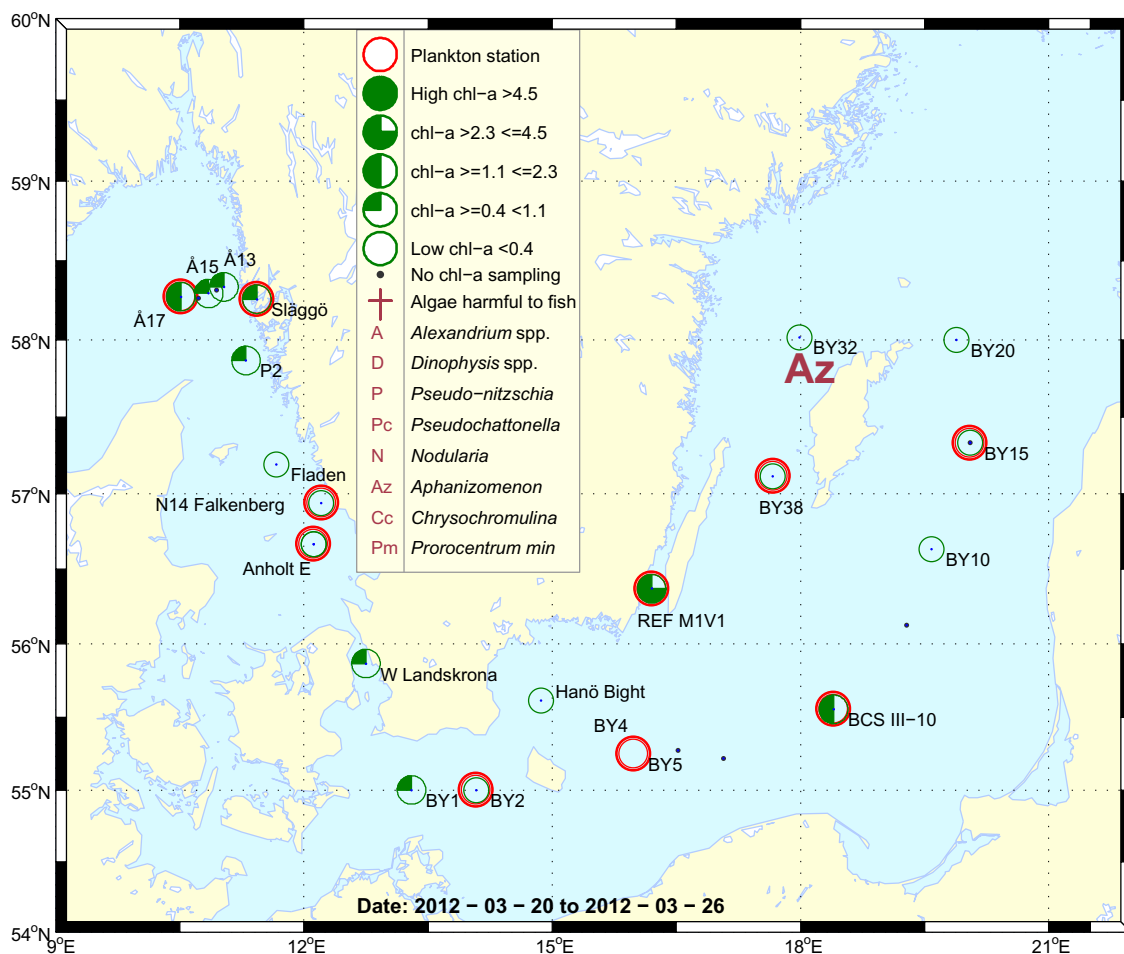 60°N
59°N
58°N
57°N
56°N
55°N
54°N
9°E
12°E
15°E
18°E
21°E
Plankton station
High chl−a >4.5
chl−a >2.3 <=4.5
chl−a >=1.1 <=2.3
chl−a >=0.4 <1.1
Low chl−a <0.4
No chl−a sampling
Algae harmful to fish
A Alexandrium spp.
D Dinophysis spp.
P Pseudo−nitzschia
Pc Pseudochattonella
N Nodularia
Az Aphanizomenon
Cc Chrysochromulina
Pm Prorocentrum min
Å13
Å15
Å17
Släggö
P2
BY32
BY20
Az
Fladen
BY15
N14 Falkenberg
BY38
Anholt E
BY10
REF M1V1
W Landskrona
Hanö Bight
BCS III−10
BY4
BY5
BY1
BY2
Date: 2012 − 03 − 20 to 2012 − 03 − 26